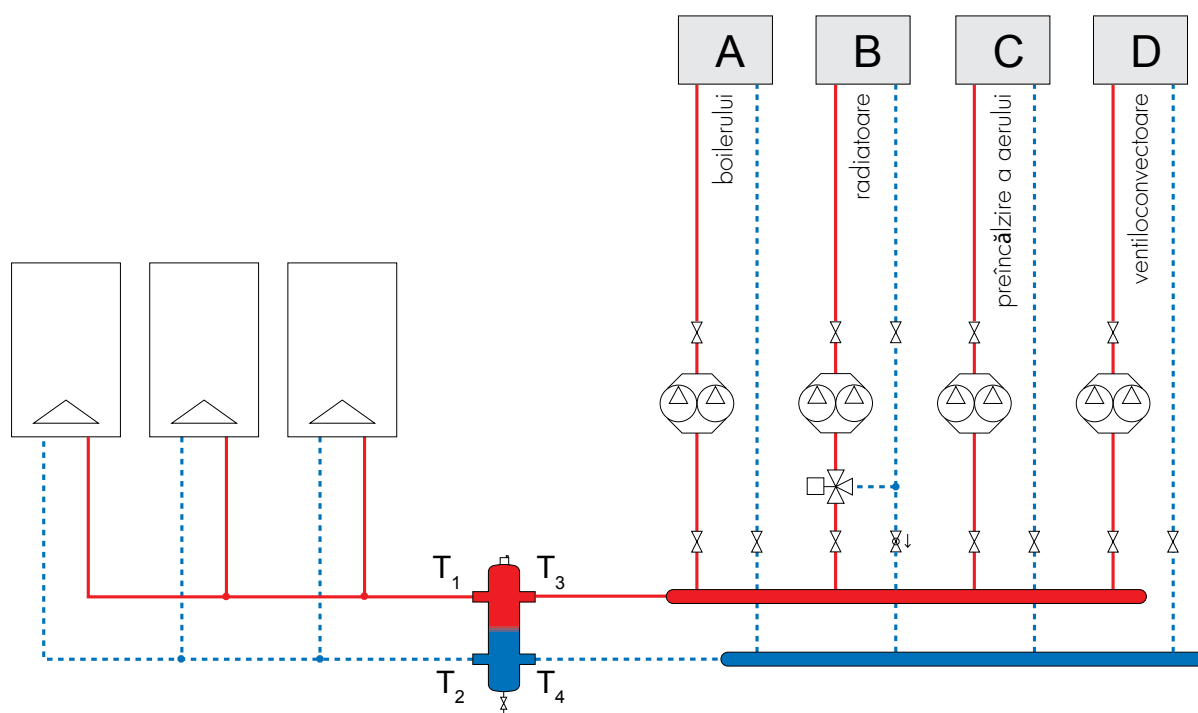 A
B
C
D
boilerului
radiatoare
preîncălzire a aerului
ventiloconvectoare
T1
T3
T2
T4